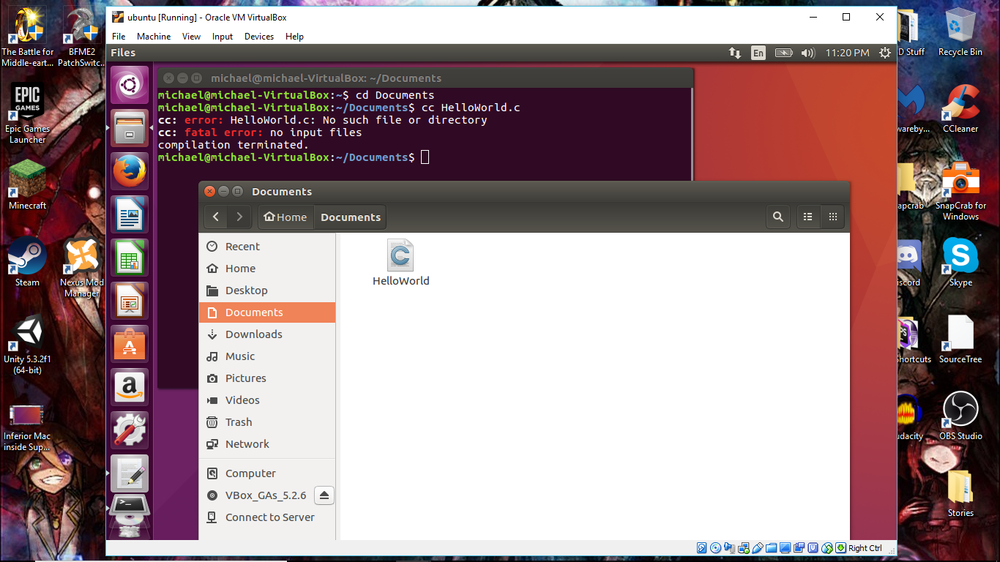 ubuntu [Running] - Oracle VM VirtualBox
File Machine View Input Devices Help
Files
En
11:20 PM
michael@michael-VirtualBox: ~/Documents
michael@michael-VirtualBox:~$ cd Documents
michael@michael-VirtualBox:~/Documents$ cc HelloWorld.c
cc: error: HelloWorld.c: No such file or directory
cc: fatal error: no input files
compilation terminated.
michael@michael-VirtualBox:~/Documents$
Documents
Home
Documents
Recent
Home
Desktop
Documents
Downloads
Music
Pictures
Videos
Trash
Network
Computer
VBox_GAs_5.2.6
Connect to Server
HelloWorld
Right Ctrl
The Battle for
Middle-eart...
BFME2
PatchSwitc...
EPIC
GAMES
Epic Games
Launcher
Minecraft
Steam
Nexus Mod
Manager
Unity 5.3.2f1
(64-bit)
Inferior Mac
inside Sup...
D Stuff
Recycle Bin
wareby...
CCleaner
apcrab
SnapCrab for
Windows
iscord
Skype
Shortcuts
SourceTree
udacity
OBS Studio
Stories